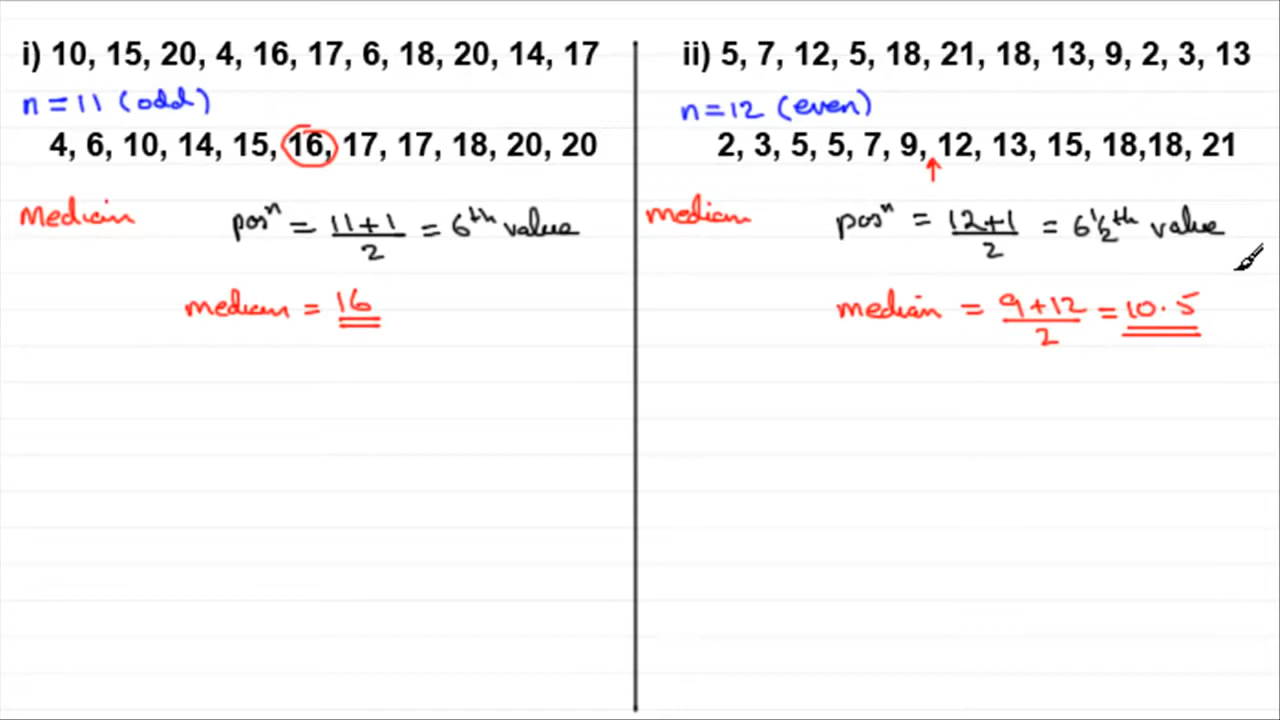 i) 10, 15, 20, 4, 16, 17, 6, 18, 20, 14, 17
n = 11 (odd)
4, 6, 10, 14, 15, 16, 17, 17, 18, 20, 20
Median
posⁿ = 11+1/2 = 6th value
median = 16
ii) 5, 7, 12, 5, 18, 21, 18, 13, 9, 2, 3, 13
n=12 (even)
2, 3, 5, 5, 7, 9, 12, 13, 15, 18,18, 21
median
posⁿ = 12+1/2 = 6½th value
median = 9+12/2 = 10.5